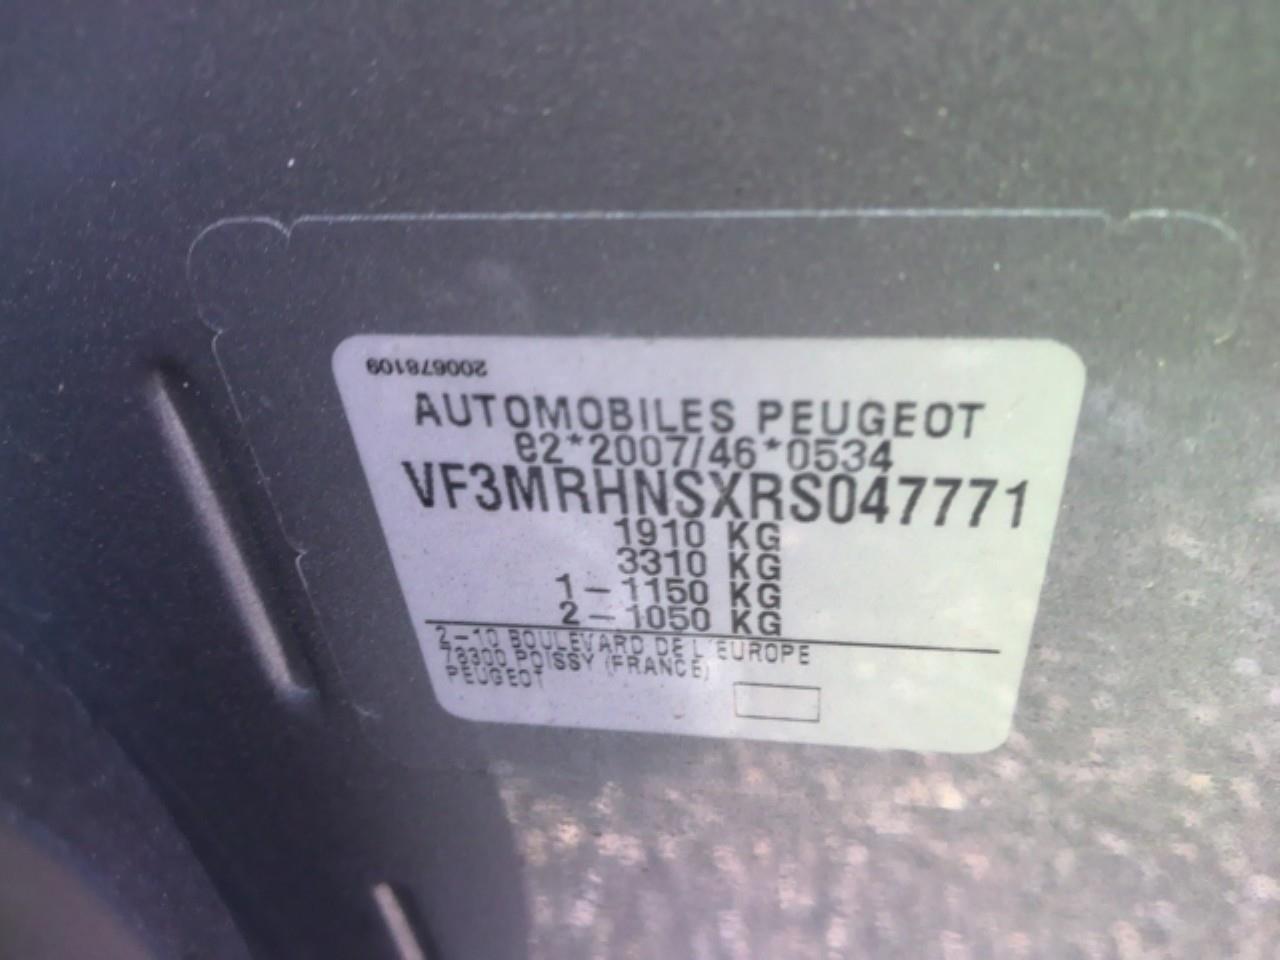 200678109
AUTOMOBILES PEUGEOT
e2*2007/46*0534
VF3MRHNSXRS047771
1910 KG
3310 KG
1 - 1150 KG
2 - 1050 KG
2-10 BOULEVARD DE L'EUROPE
78300 POISSY (FRANCE)
PEUGEOT